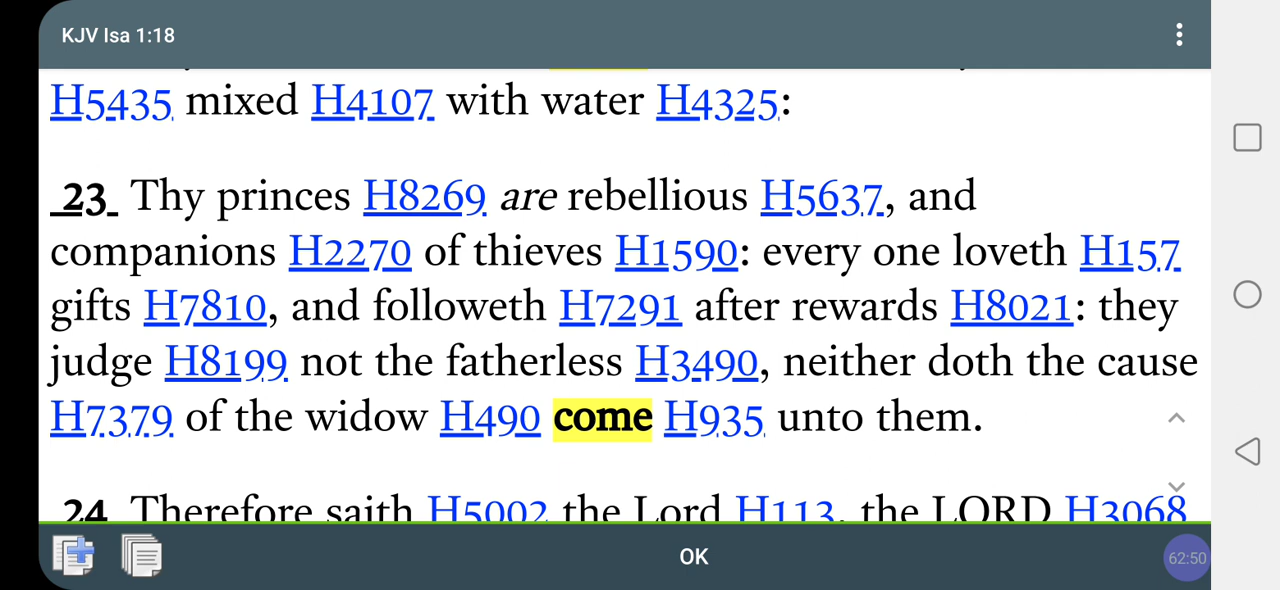 KJV Isa 1:18
H5435 mixed H4107 with water H4325:
23 Thy princes H8269 are rebellious H5637, and
companions H2270 of thieves H1590: every one loveth H157
gifts H7810, and followeth H7291 after rewards H8021: they
judge H8199 not the fatherless H3490, neither doth the cause
H7379 of the widow H490 come H935 unto them.
24 Therefore saith H5002 the Lord H113, the LORD H3068
OK
62:50